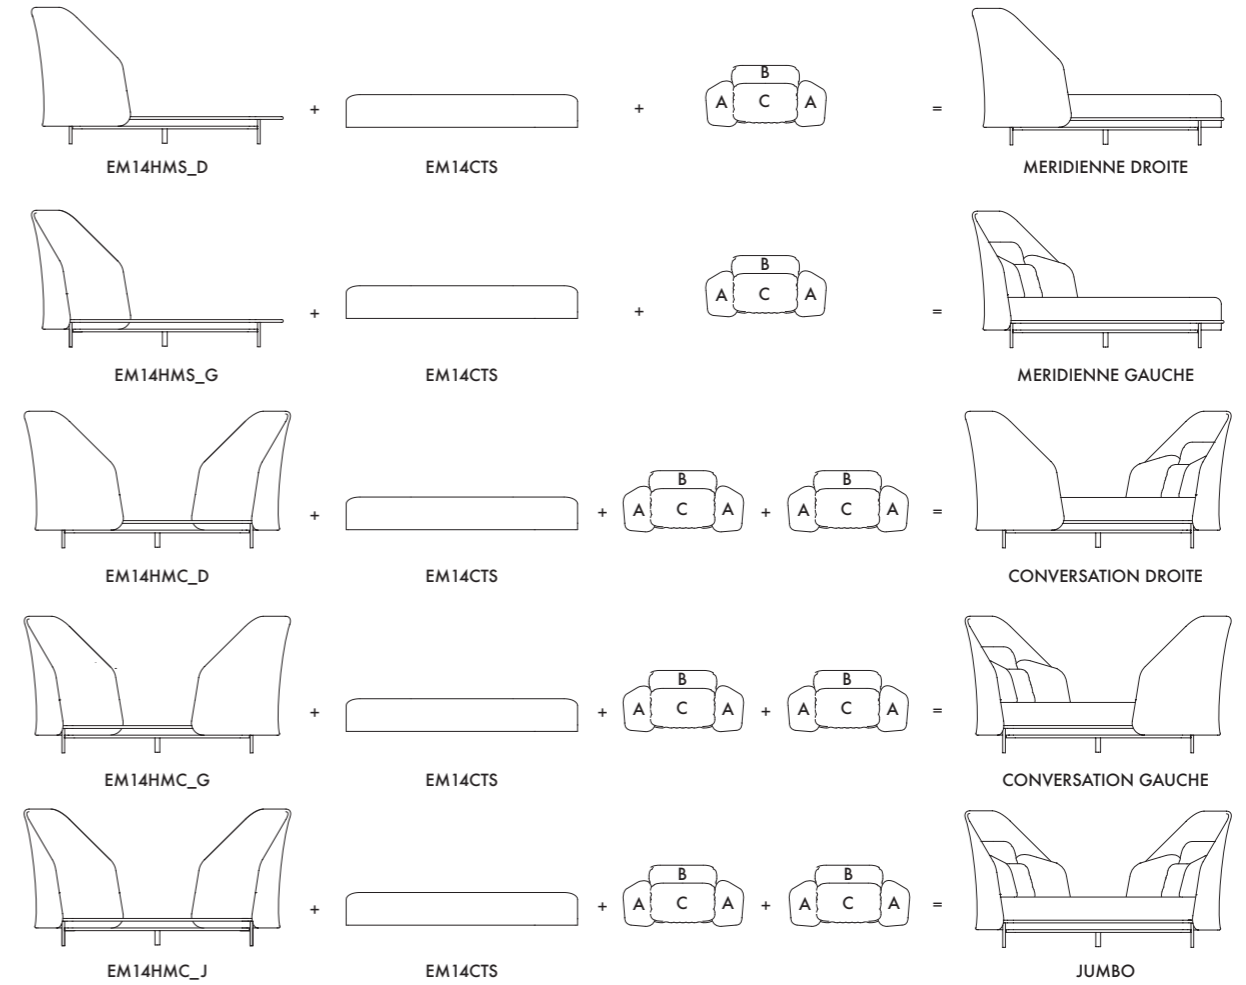 B
+ + A C A =
EM14HMS_D EM14CTS MERIDIENNE DROITE
B
+ + A C A =
EM14HMS_G EM14CTS MERIDIENNE GAUCHE
B B
+ + A C A + A C A =
EM14HMC_D EM14CTS CONVERSATION DROITE
B B
+ + A C A + A C A =
EM14HMC_G EM14CTS CONVERSATION GAUCHE
B B
+ + A C A + A C A =
EM14HMC_J EM14CTS JUMBO